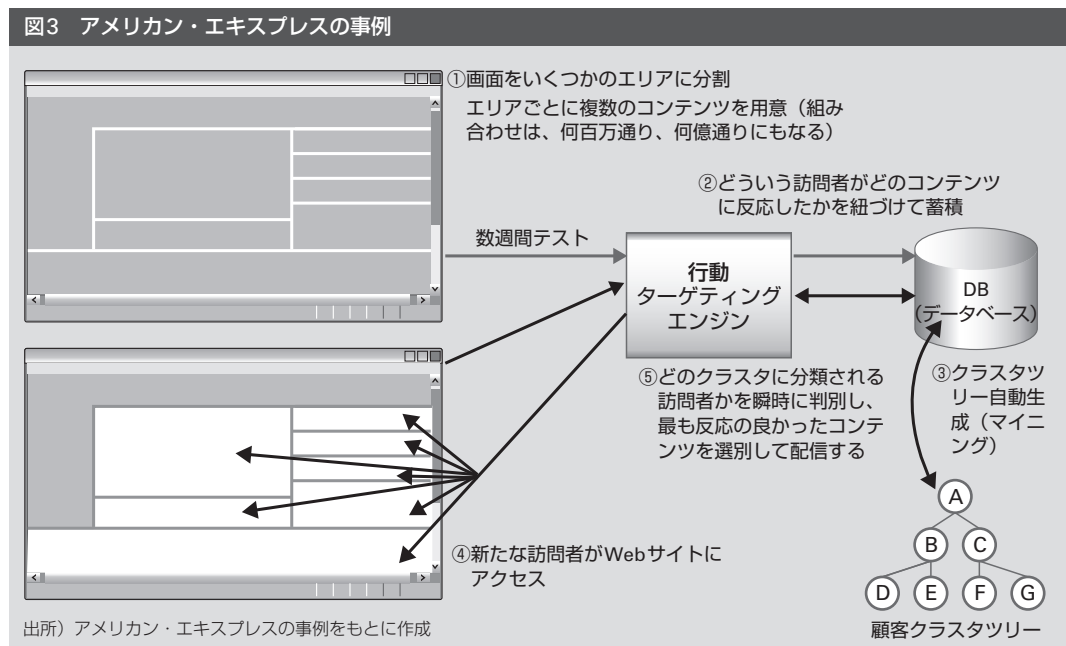 図3 アメリカン・エキスプレスの事例
①画面をいくつかのエリアに分割
エリアごとに複数のコンテンツを用意（組み
合わせは、何百万通り、何億通りにもなる）
②どういう訪問者がどのコンテンツ
に反応したかを紐づけて蓄積
数週間テスト
行動
ターゲティング
エンジン
DB
（データベース）
⑤どのクラスタに分類される
訪問者かを瞬時に判別し、
最も反応の良かったコンテ
ンツを選別して配信する
③クラスタツ
リー自動生
成（マイニ
ング）
④新たな訪問者がWebサイトに
アクセス
A
B
C
D
E
F
G
顧客クラスタツリー
出所）アメリカン・エキスプレスの事例をもとに作成